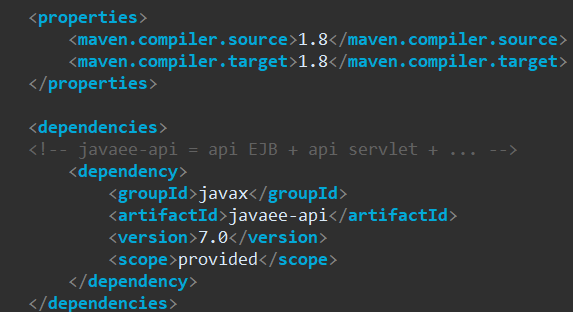 <properties>
<maven.compiler.source>1.8</maven.compiler.source>
<maven.compiler.target>1.8</maven.compiler.target>
</properties>
<dependencies>
<!-- javaee-api = api EJB + api servlet + ... -->
<dependency>
<groupId>javax</groupId>
<artifactId>javaee-api</artifactId>
<version>7.0</version>
<scope>provided</scope>
</dependency>
</dependencies>